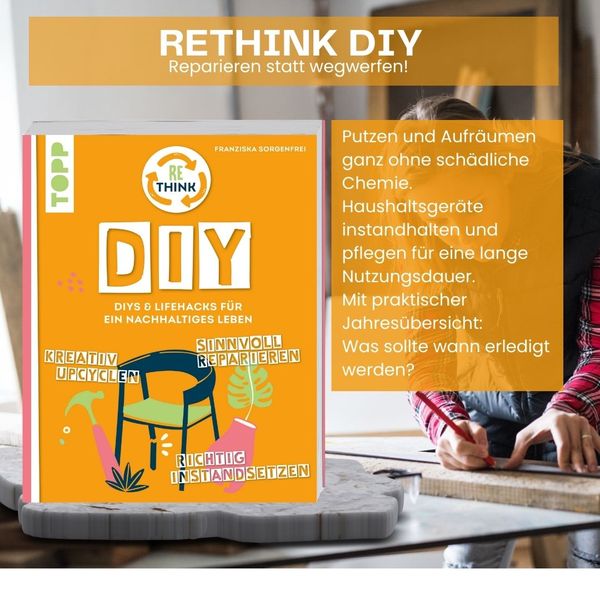 RETHINK DIY
Reparieren statt wegwerfen!
TOPP
FRANZISKA SORGENFREI
RE
THINK
DIY
DIYS & LIFEHACKS FÜR
EIN NACHHALTIGES LEBEN
KREATIV
UPCYCLEN
SINNVOLL
REPARIEREN
RICHTIG
INSTANDSETZEN
Putzen und Aufräumen
ganz ohne schädliche
Chemie.
Haushaltsgeräte
instandhalten und
pflegen für eine lange
Nutzungsdauer.
Mit praktischer
Jahresübersicht:
Was sollte wann erledigt
werden?